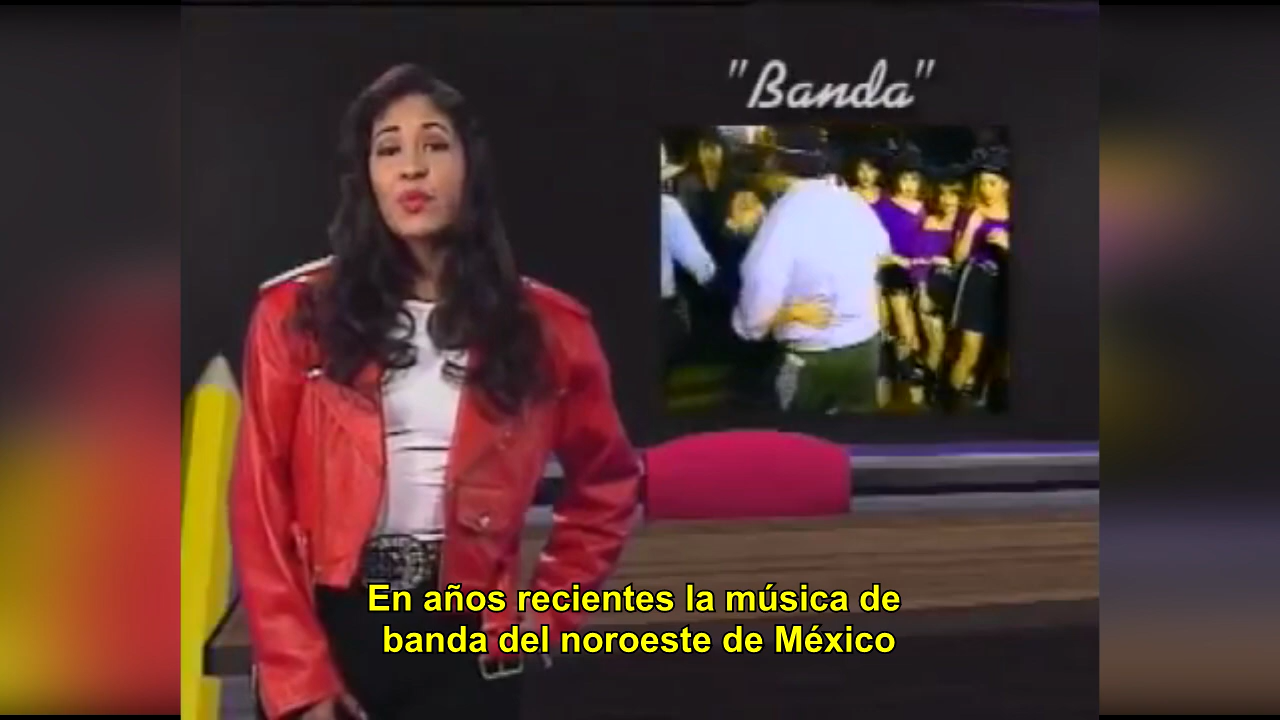 "Banda"
En años recientes la música de
banda del noroeste de México